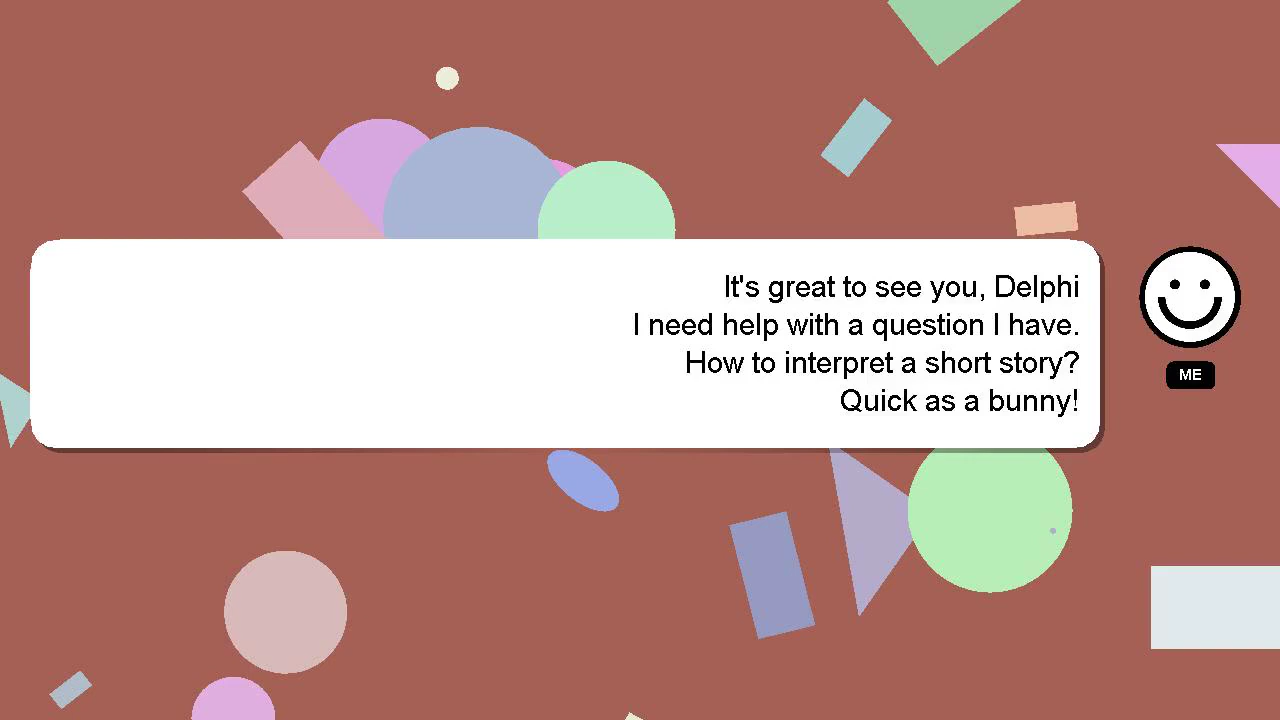 It's great to see you, Delphi
I need help with a question I have.
How to interpret a short story?
Quick as a bunny!
ME